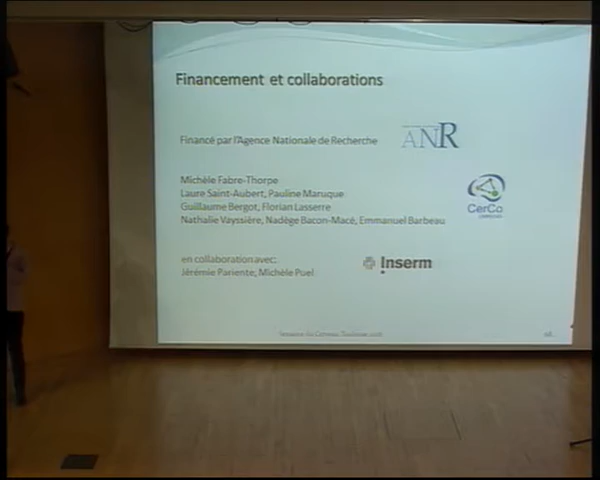 Financement et collaborations
Financé par l'Agence Nationale de Recherche
ANR
Michèle Fabre-Thorpe
Laure Saint-Aubert, Pauline Maruque
Guillaume Bergot, Florian Lasserre
Nathalie Vayssière, Nadège Bacon-Macé, Emmanuel Barbeau
CerCo
en collaboration avec:
Jérémie Pariente, Michèle Puel
Inserm